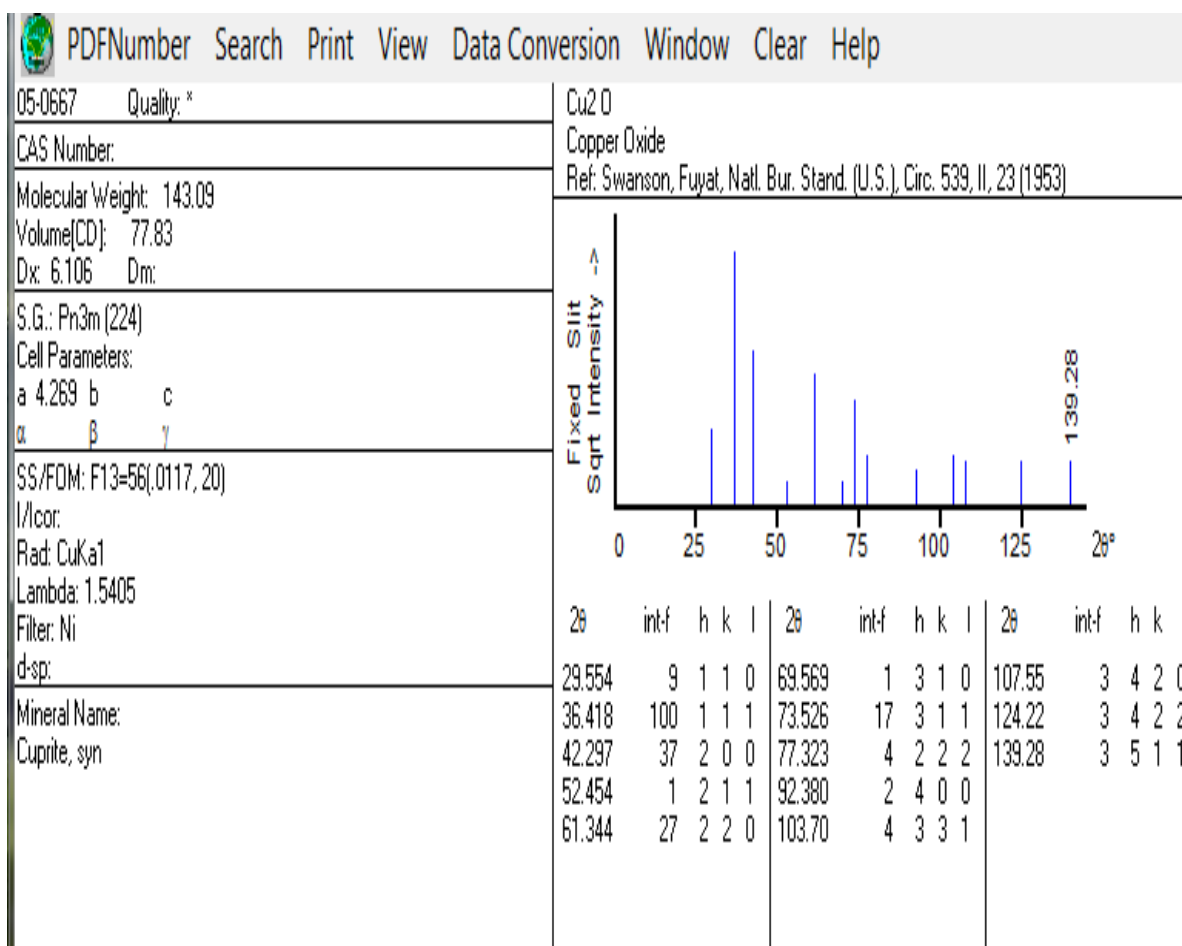 PDFNumber Search Print View Data Conversion Window Clear Help
05-0667 Quality: *
CAS Number:
Molecular Weight: 143.09
Volume[CD]: 77.83
Dx: 6.106 Dm:
S.G.: Pn3m (224)
Cell Parameters:
a 4.269 b c
α β γ
SS/FOM: F13=56(.0117, 20)
I/Icor:
Rad: CuKa1
Lambda: 1.5405
Filter: Ni
d-sp:
Mineral Name:
Cuprite, syn
Cu2 O
Copper Oxide
Ref: Swanson, Fuyat, Natl. Bur. Stand. (U.S.), Circ. 539, II, 23 (1953)
Fixed Slit
Sqrt Intensity ->
139.28
0 25 50 75 100 125 2θ°
2θ int-f h k l 2θ int-f h k l 2θ int-f h k
29.554 9 1 1 0 69.569 1 3 1 0 107.55 3 4 2 0
36.418 100 1 1 1 73.526 17 3 1 1 124.22 3 4 2 2
42.297 37 2 0 0 77.323 4 2 2 2 139.28 3 5 1 1
52.454 1 2 1 1 92.380 2 4 0 0
61.344 27 2 2 0 103.70 4 3 3 1